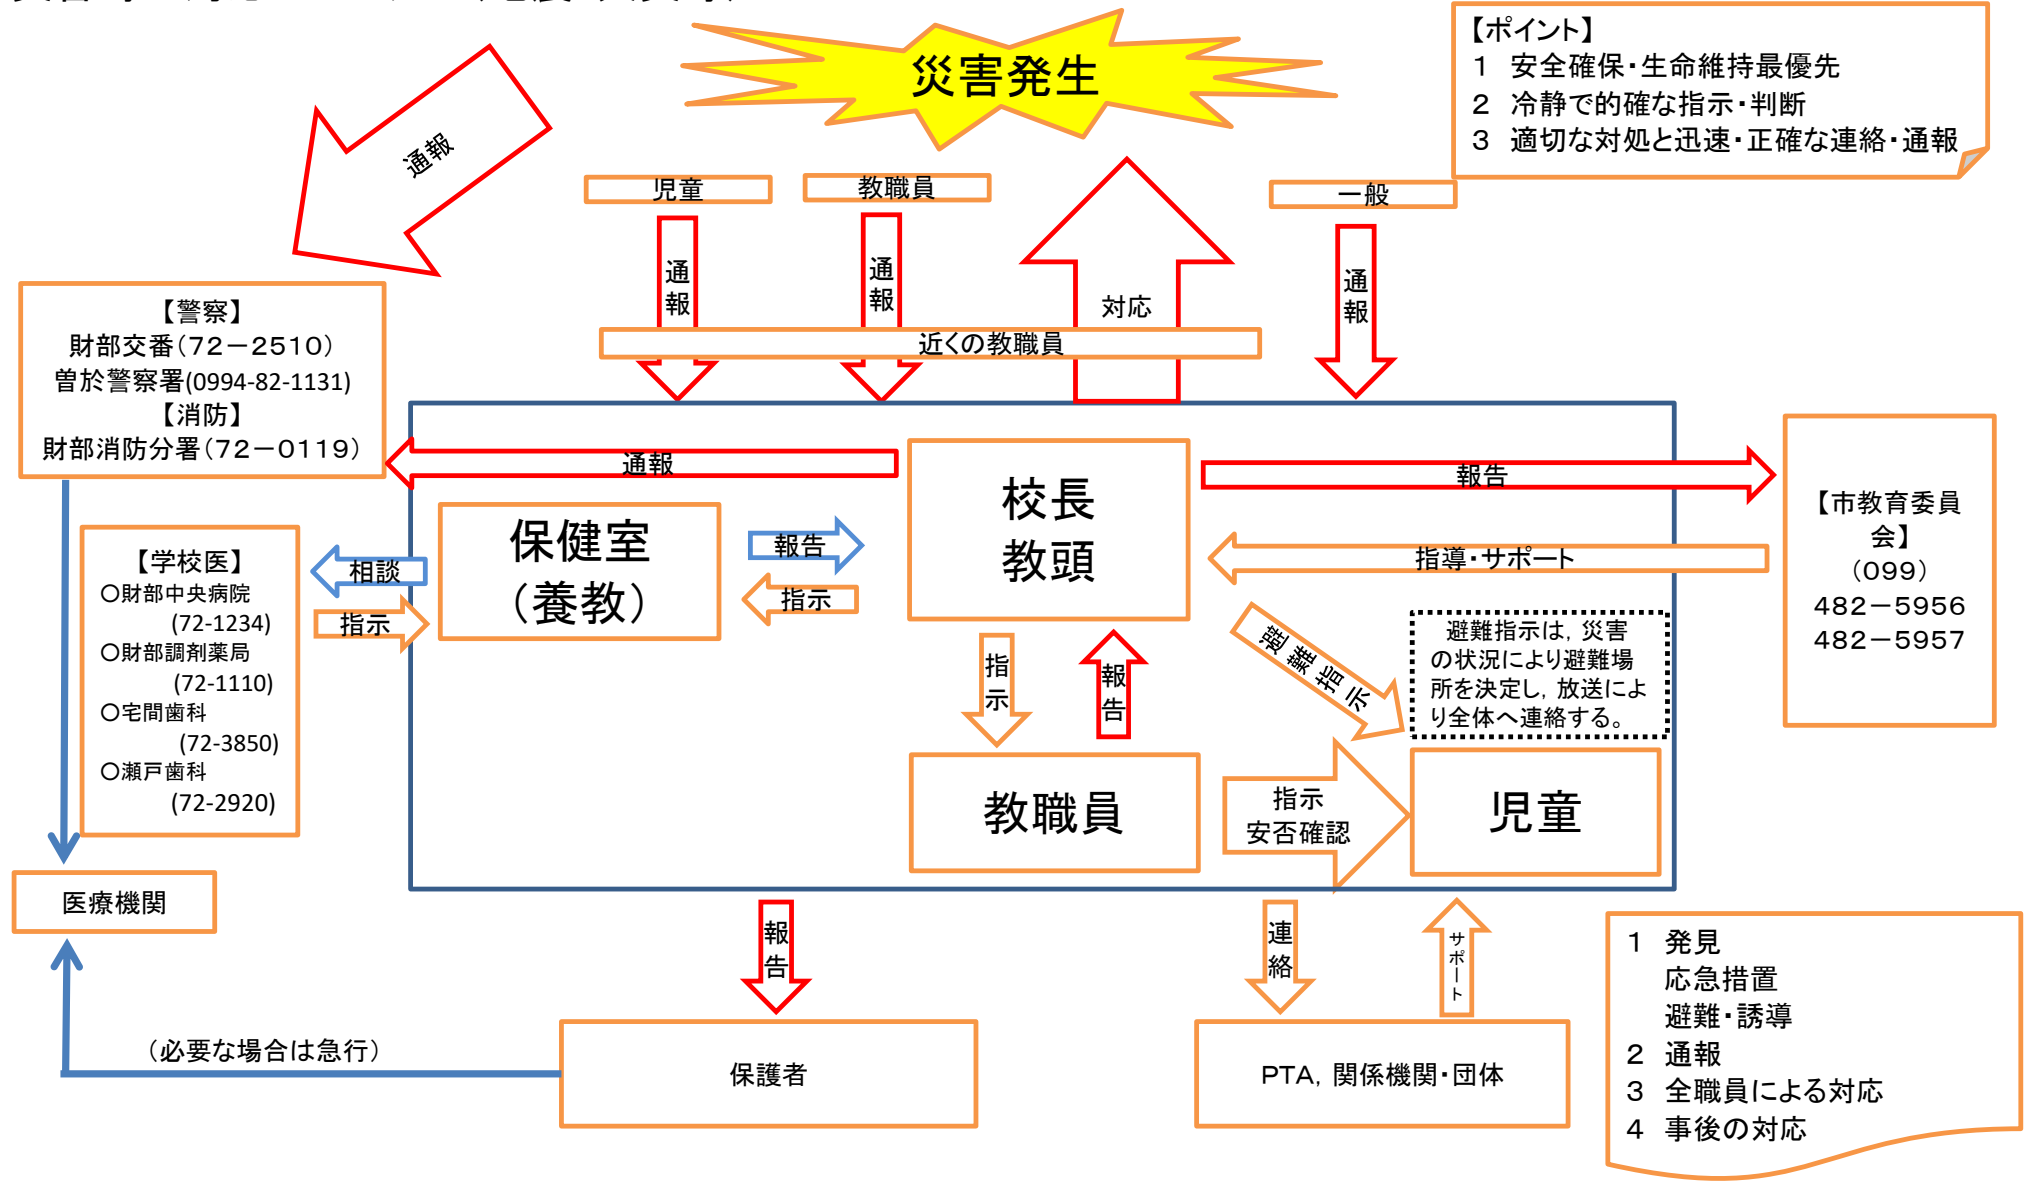 災害発生
【ポイント】
1 安全確保・生命維持最優先
2 冷静で的確な指示・判断
3 適切な対処と迅速・正確な連絡・通報
通報
児童
教職員
一般
通報
通報
対応
通報
近くの教職員
【警察】
財部交番(72-2510)
曽於警察署(0994-82-1131)
【消防】
財部消防分署(72-0119)
通報
校長
教頭
報告
【市教育委員
会】
(099)
482-5956
482-5957
保健室
(養教)
報告
指示
指導・サポート
相談
指示
【学校医】
○財部中央病院
(72-1234)
○財部調剤薬局
(72-1110)
○宅間歯科
(72-3850)
○瀬戸歯科
(72-2920)
指示
報告
避難指示
避難指示は,災害
の状況により避難場
所を決定し,放送によ
り全体へ連絡する。
教職員
指示
安否確認
児童
医療機関
報告
連絡
サポート
(必要な場合は急行)
保護者
PTA,関係機関・団体
1 発見
応急措置
避難・誘導
2 通報
3 全職員による対応
4 事後の対応